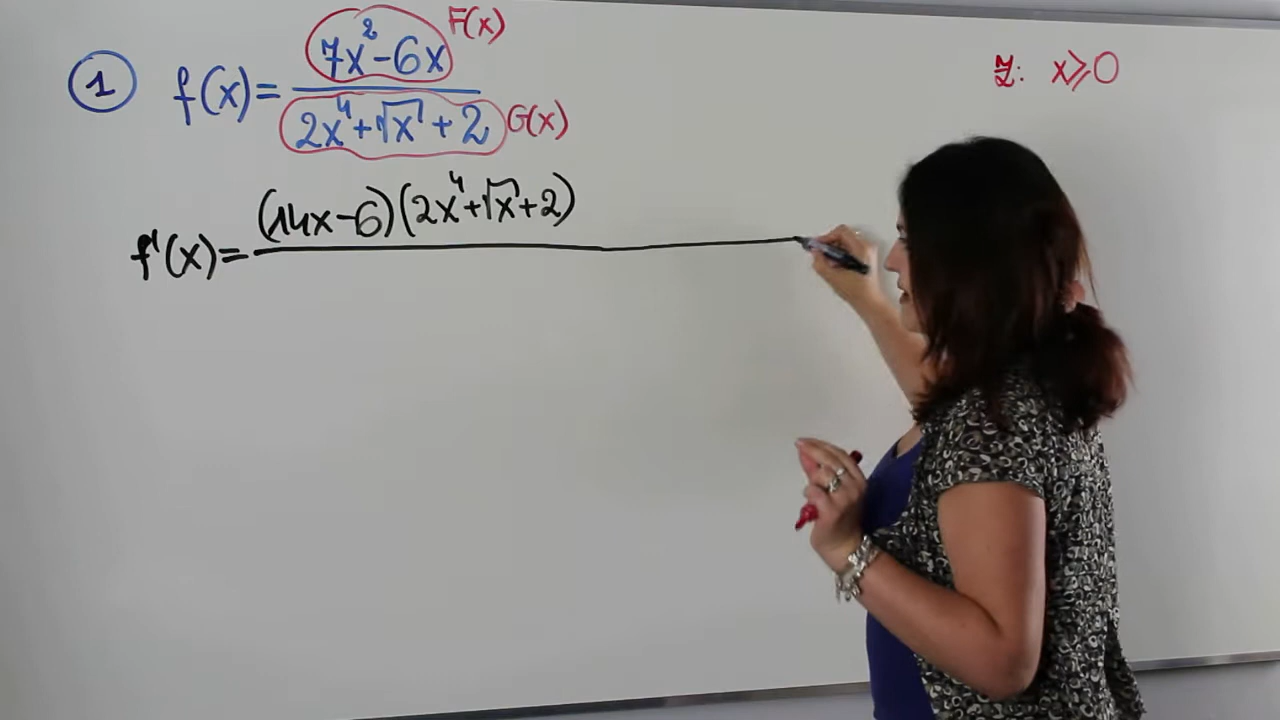 1 f(x)= 7x²-6x / 2x⁴+√x+2 F(x) G(x)
Z: x⩾0
f'(x)= (14x-6)(2x⁴+√x+2)